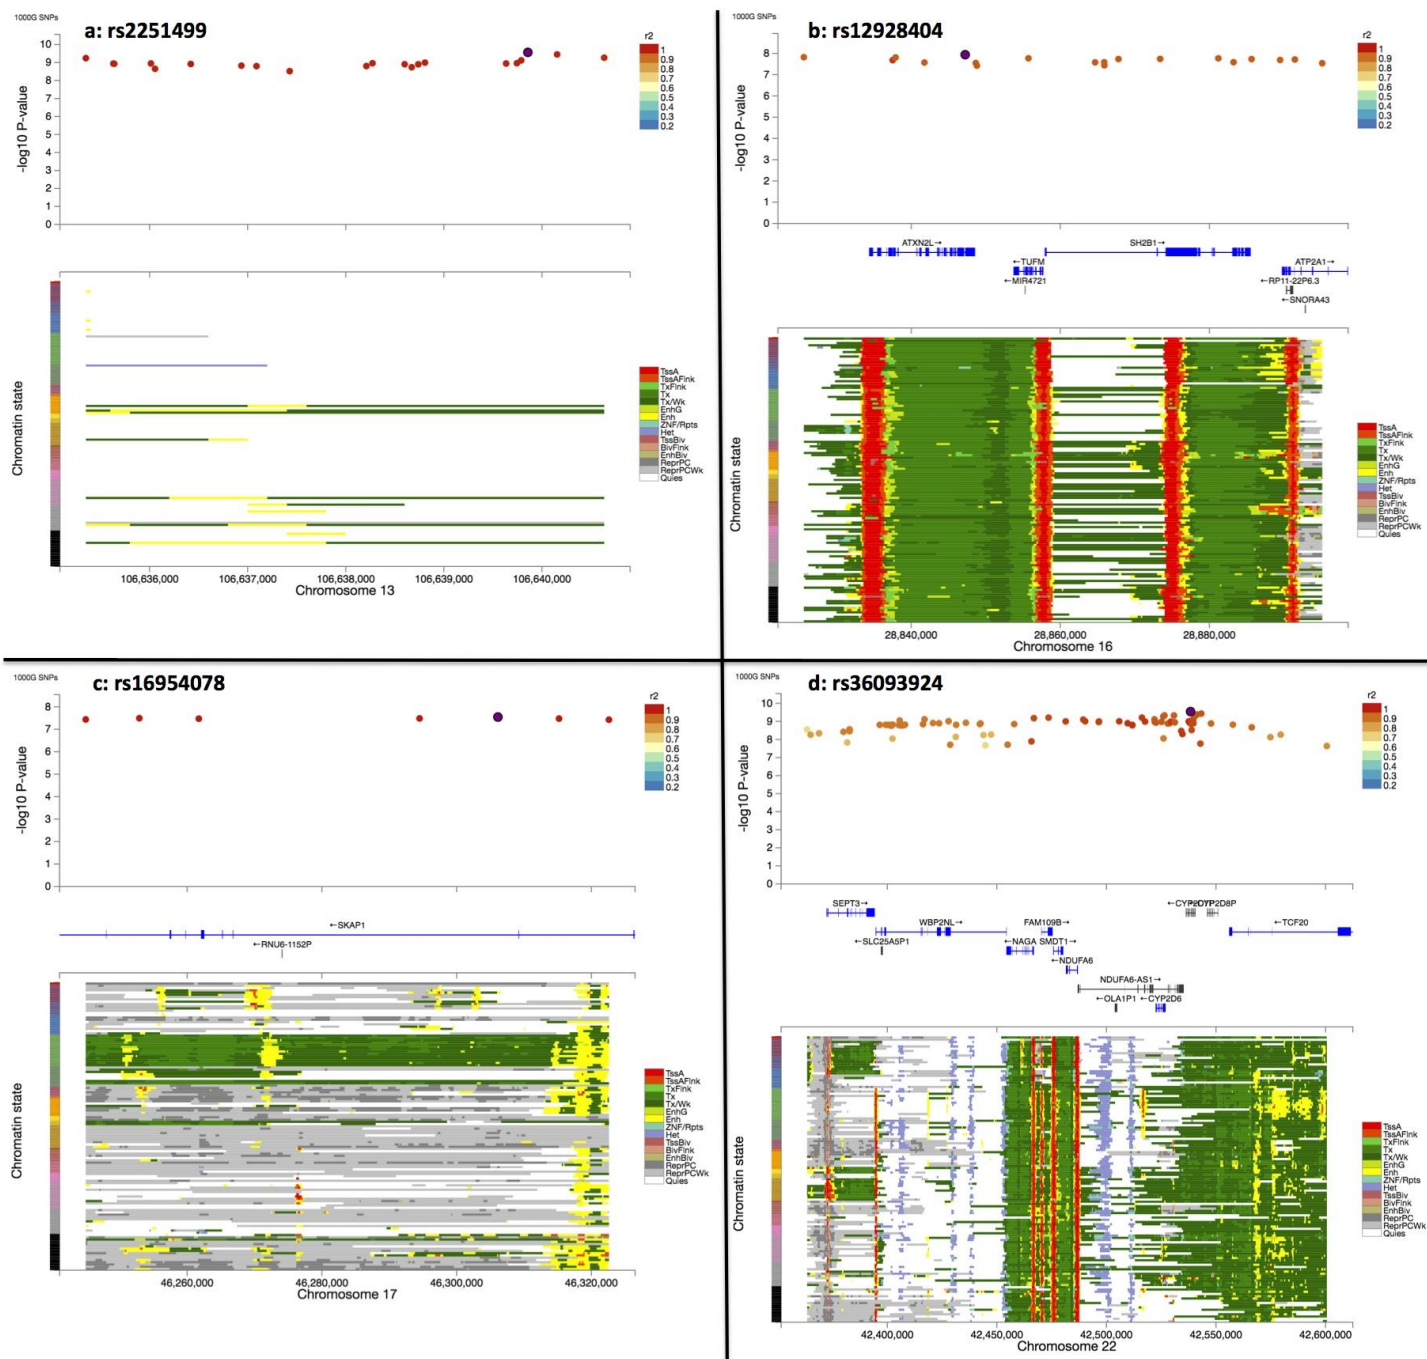 1000G SNPs
a: rs2251499
r2
1
0.9
0.8
0.7
0.6
0.5
0.4
0.3
0.2
-log10 P-value
10
9
8
7
6
5
4
3
2
1
0
Chromatin state
TssA
TssAFlnk
TxFlnk
Tx
Tx/Wk
EnhG
Enh
ZNF/Rpts
Het
TssBiv
BivFlnk
EnhBiv
ReprPC
ReprPCWk
Quies
106,636,000 106,637,000 106,638,000 106,639,000 106,640,000
Chromosome 13
1000G SNPs
b: rs12928404
r2
1
0.9
0.8
0.7
0.6
0.5
0.4
0.3
0.2
-log10 P-value
9
8
7
6
5
4
3
2
1
0
ATXN2L→ SH2B1→
←TUFM ATP2A1→
←MIR4721 ←RP11-22P6.3
←SNORA43
Chromatin state
TssA
TssAFlnk
TxFlnk
Tx
Tx/Wk
EnhG
Enh
ZNF/Rpts
Het
TssBiv
BivFlnk
EnhBiv
ReprPC
ReprPCWk
Quies
28,840,000 28,860,000 28,880,000
Chromosome 16
1000G SNPs
c: rs16954078
r2
1
0.9
0.8
0.7
0.6
0.5
0.4
0.3
0.2
-log10 P-value
8
7
6
5
4
3
2
1
0
←SKAP1
←RNU6-1152P
Chromatin state
TssA
TssAFlnk
TxFlnk
Tx
Tx/Wk
EnhG
Enh
ZNF/Rpts
Het
TssBiv
BivFlnk
EnhBiv
ReprPC
ReprPCWk
Quies
46,260,000 46,280,000 46,300,000 46,320,000
Chromosome 17
1000G SNPs
d: rs36093924
r2
1
0.9
0.8
0.7
0.6
0.5
0.4
0.3
0.2
-log10 P-value
10
9
8
7
6
5
4
3
2
1
0
SEPT3→
WBP2NL→ FAM109B→ ←TCF20
←SLC25A5P1 ←NAGA SMDT1→
←NDUFA6
NDUFA6-AS1→
←OLA1P1 ←CYP2D6
Chromatin state
TssA
TssAFlnk
TxFlnk
Tx
Tx/Wk
EnhG
Enh
ZNF/Rpts
Het
TssBiv
BivFlnk
EnhBiv
ReprPC
ReprPCWk
Quies
42,400,000 42,450,000 42,500,000 42,550,000 42,600,000
Chromosome 22